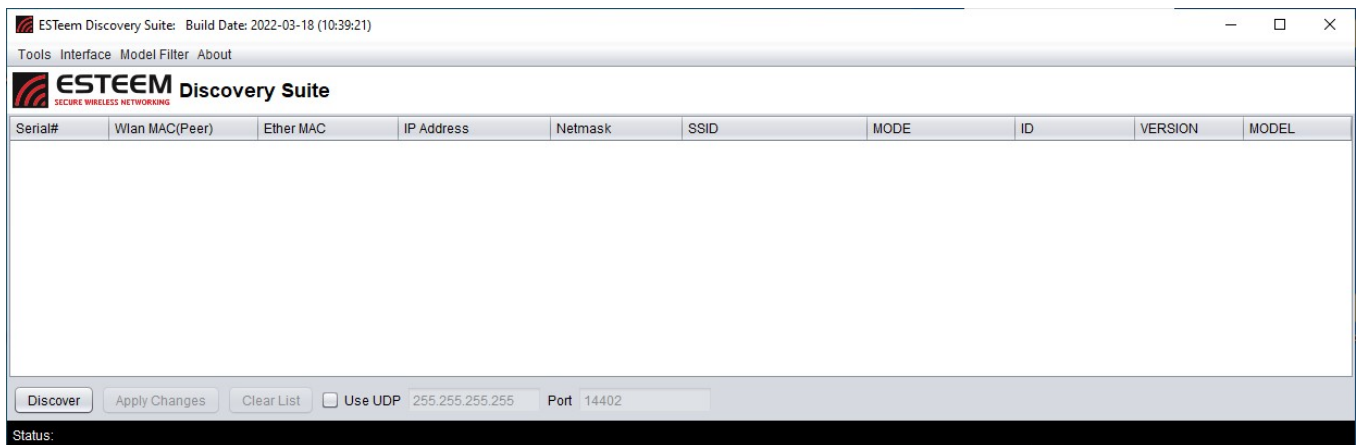 ESTeem Discovery Suite: Build Date: 2022-03-18 (10:39:21)
Tools Interface Model Filter About
ESTEEM Discovery Suite
SECURE WIRELESS NETWORKING
Serial# Wlan MAC(Peer) Ether MAC IP Address Netmask SSID MODE ID VERSION MODEL
Discover Apply Changes Clear List Use UDP 255.255.255.255 Port 14402
Status: